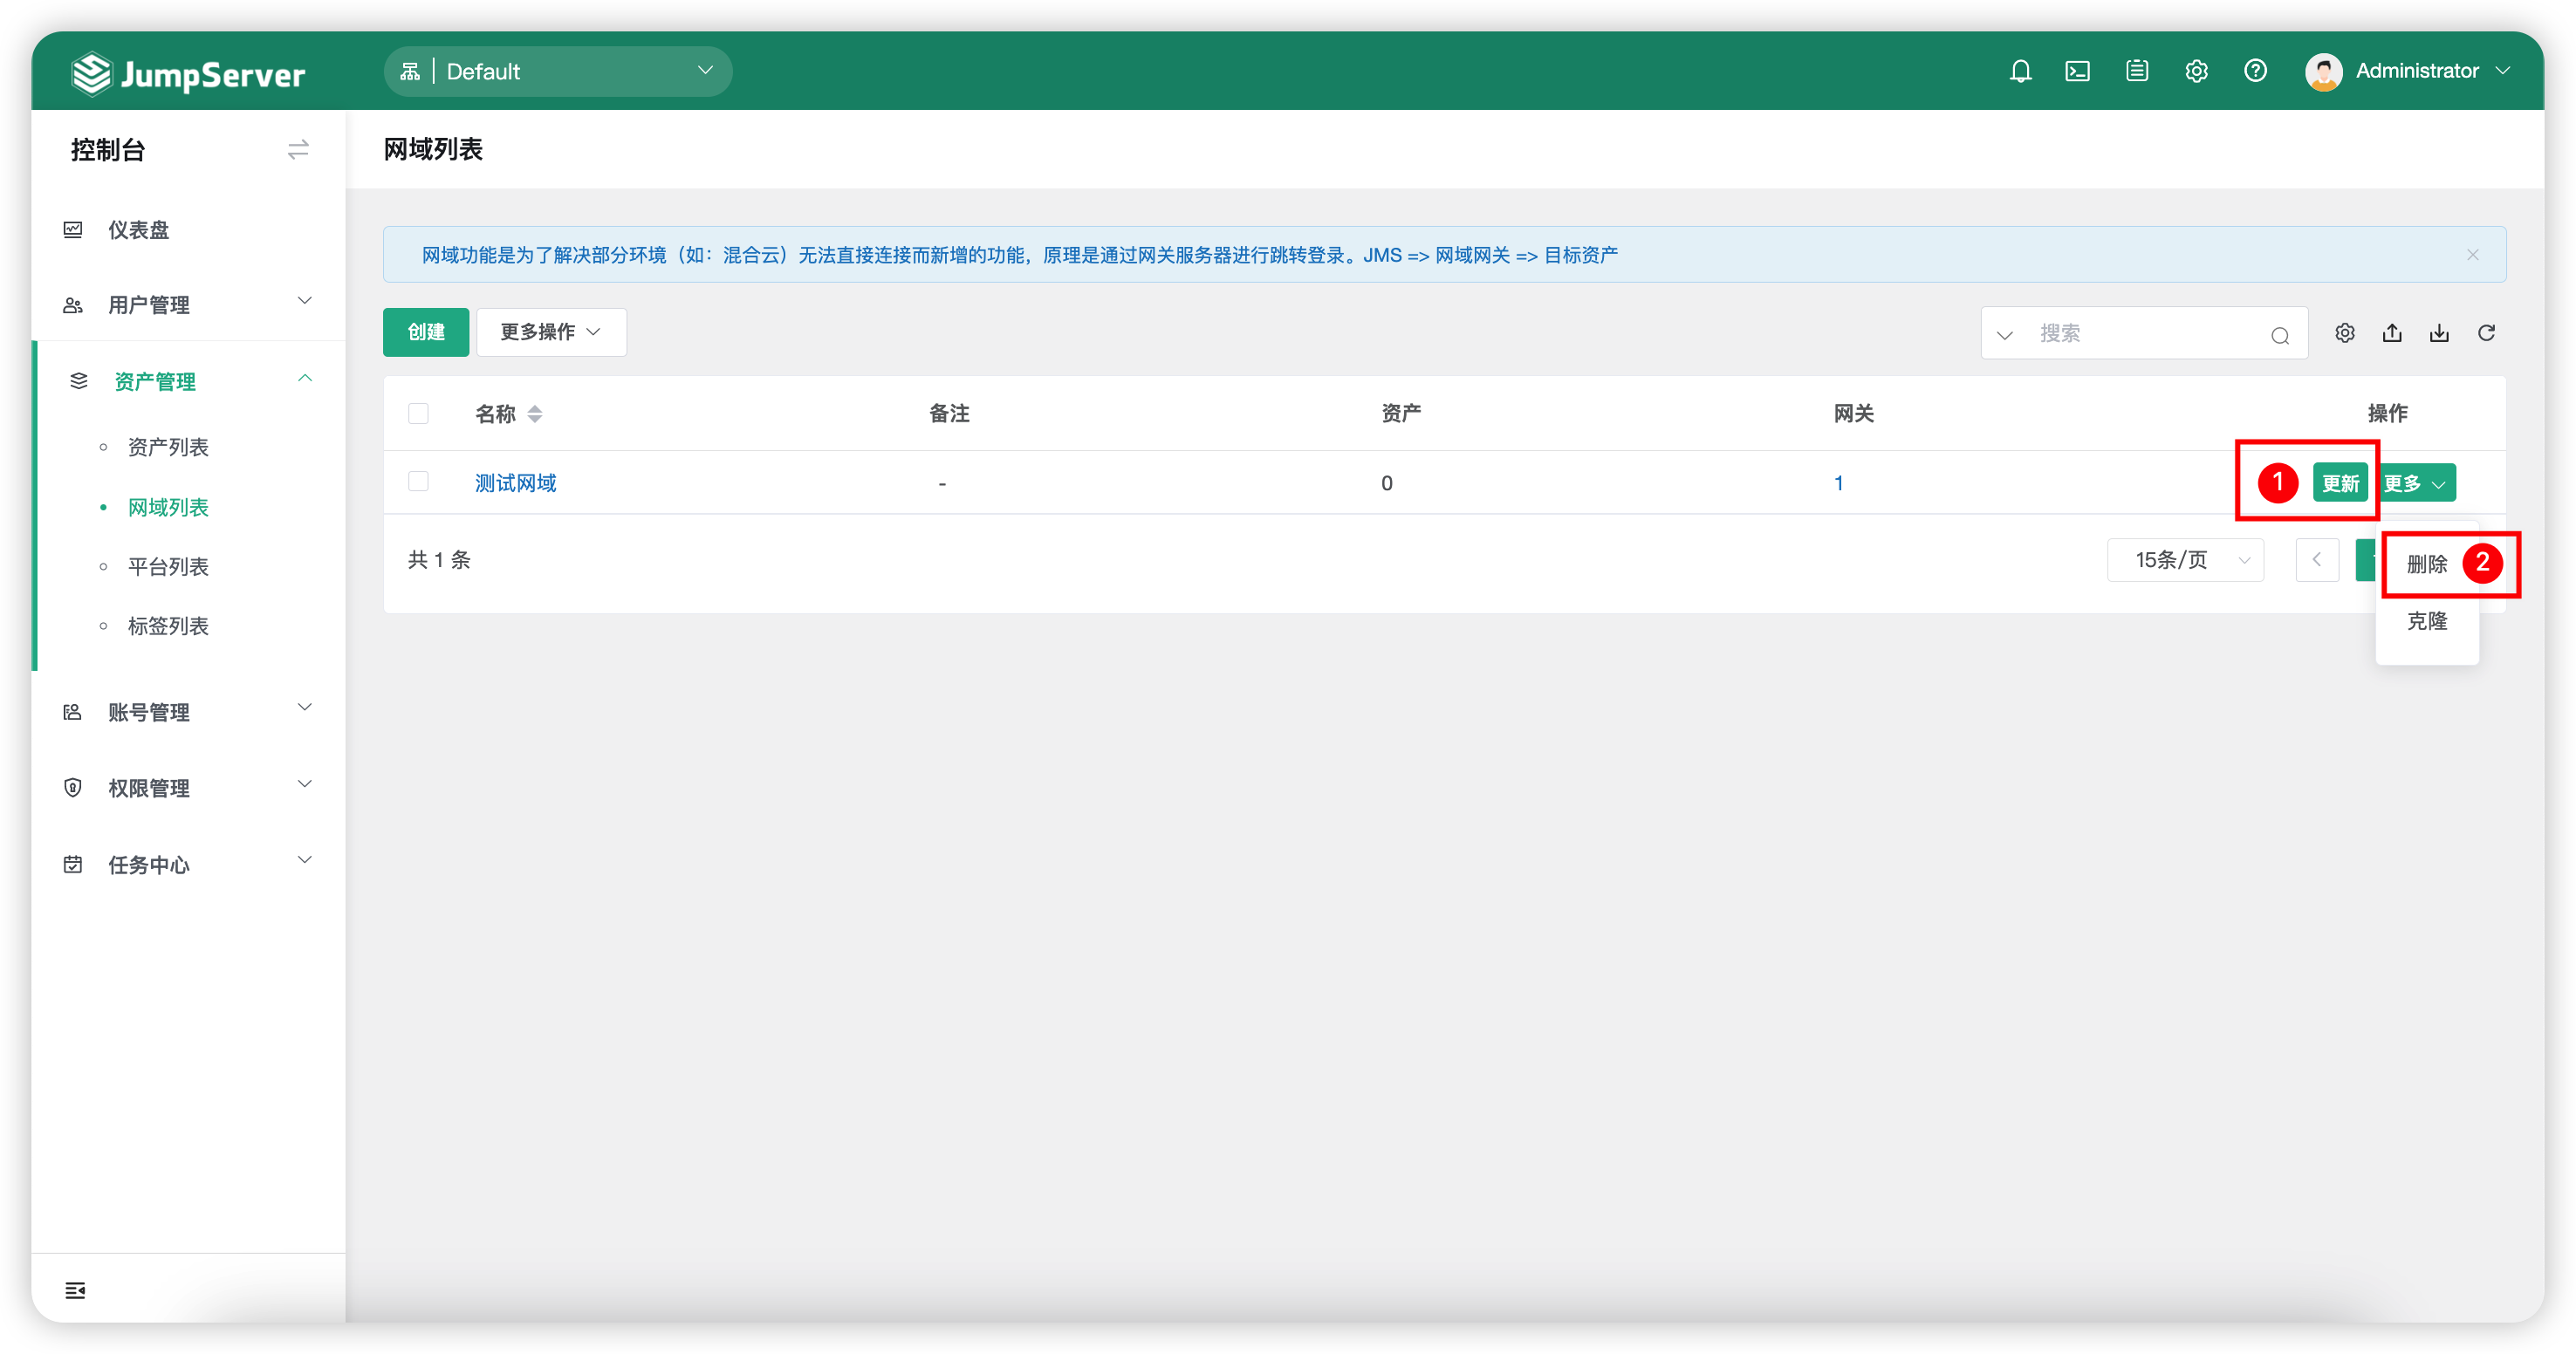 JumpServer
Default
Administrator
控制台
网域列表
仪表盘
用户管理
资产管理
资产列表
网域列表
平台列表
标签列表
账号管理
权限管理
任务中心
网域功能是为了解决部分环境（如：混合云）无法直接连接而新增的功能，原理是通过网关服务器进行跳转登录。JMS => 网域网关 => 目标资产
创建
更多操作
搜索
名称 备注 资产 网关 操作
测试网域 - 0 1 1 更新 更多
共 1 条
15条/页
删除 2
克隆